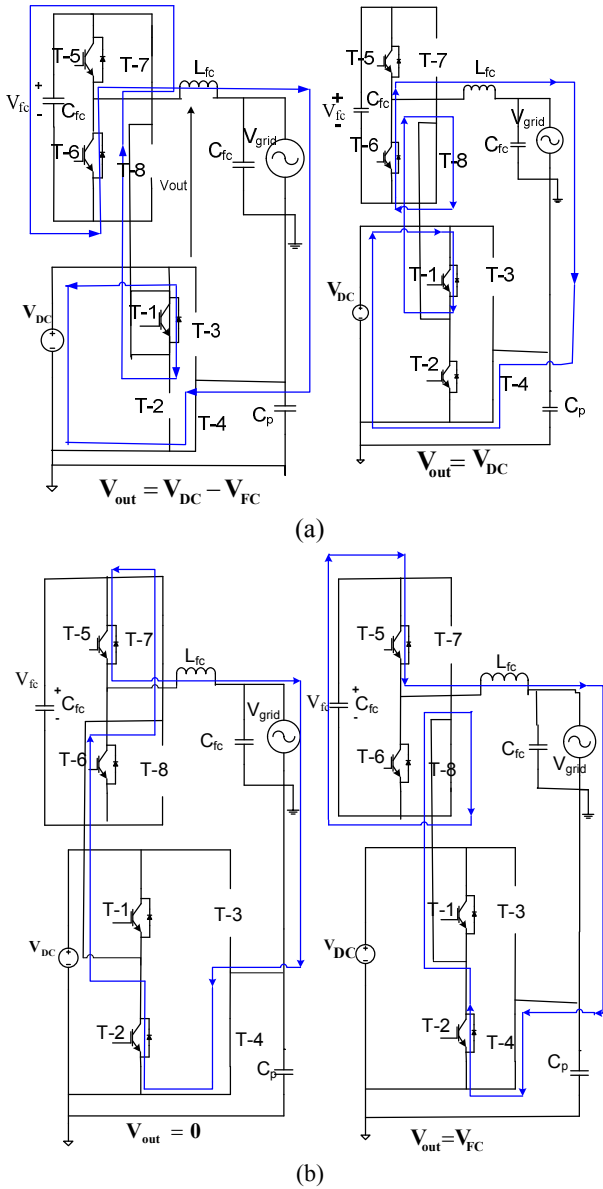 T-5
T-7
L_fc
V_fc
+
-
C_fc
T-6
T-8
C_fc
V_grid
Vout
V_DC
+
-
T-1
T-3
T-2
T-4
C_p
V_out = V_DC − V_FC
T-5
T-7
L_fc
V_fc
+
-
C_fc
T-6
T-8
C_fc
V_grid
V_DC
+
-
T-1
T-3
T-2
T-4
C_p
V_out = V_DC
(a)
T-5
T-7
L_fc
V_fc
+
-
C_fc
T-6
T-8
C_fc
V_grid
T-1
T-3
V_DC
+
-
T-2
T-4
C_p
V_out = 0
T-5
T-7
L_fc
V_fc
+
-
C_fc
T-6
T-8
C_fc
V_grid
T-1
T-3
V_DC
+
-
T-2
T-4
C_p
V_out = V_FC
(b)